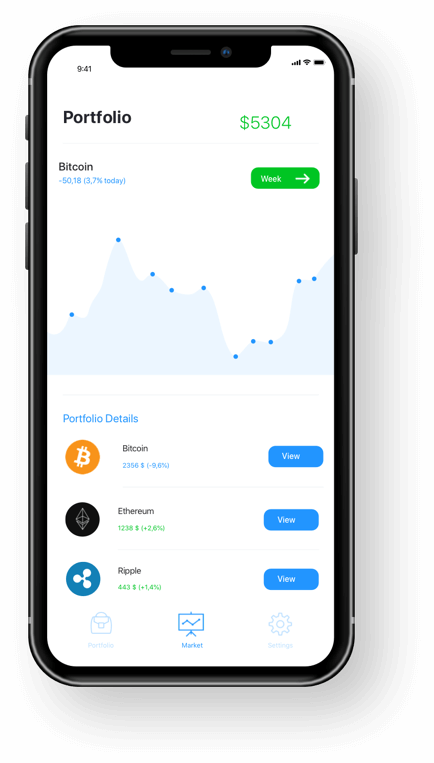 9:41
Portfolio
$5304
Bitcoin
-50,18 (3,7% today)
Week
Portfolio Details
Bitcoin
2356 $ (-9,6%)
View
Ethereum
1238 $ (+2,6%)
View
Ripple
443 $ (+1,4%)
View
Portfolio
Market
Settings